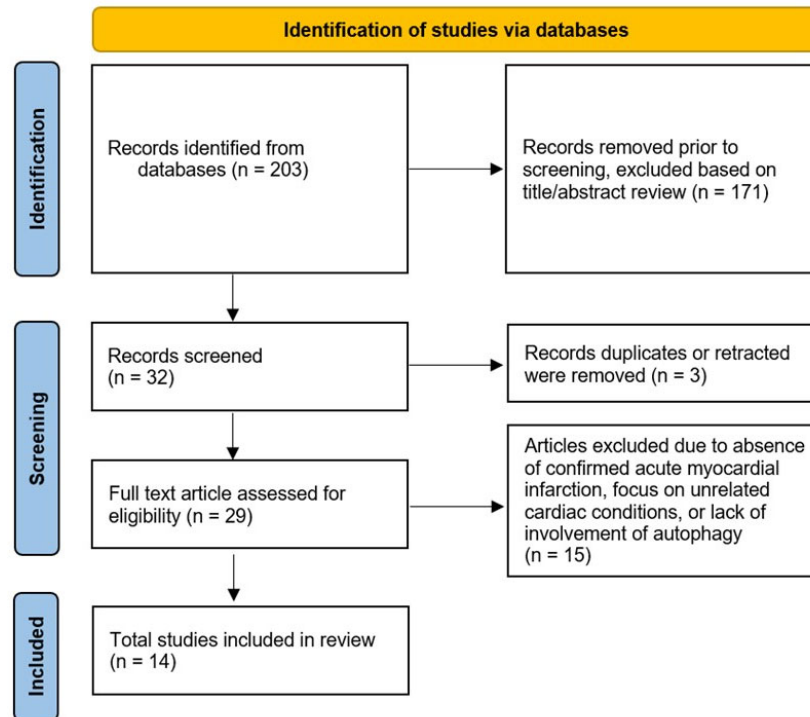 Identification of studies via databases
Identification
Records identified from
databases (n = 203)
Records removed prior to
screening, excluded based on
title/abstract review (n = 171)
Screening
Records screened
(n = 32)
Records duplicates or retracted
were removed (n = 3)
Full text article assessed for
eligibility (n = 29)
Articles excluded due to absence
of confirmed acute myocardial
infarction, focus on unrelated
cardiac conditions, or lack of
involvement of autophagy
(n = 15)
Included
Total studies included in review
(n = 14)